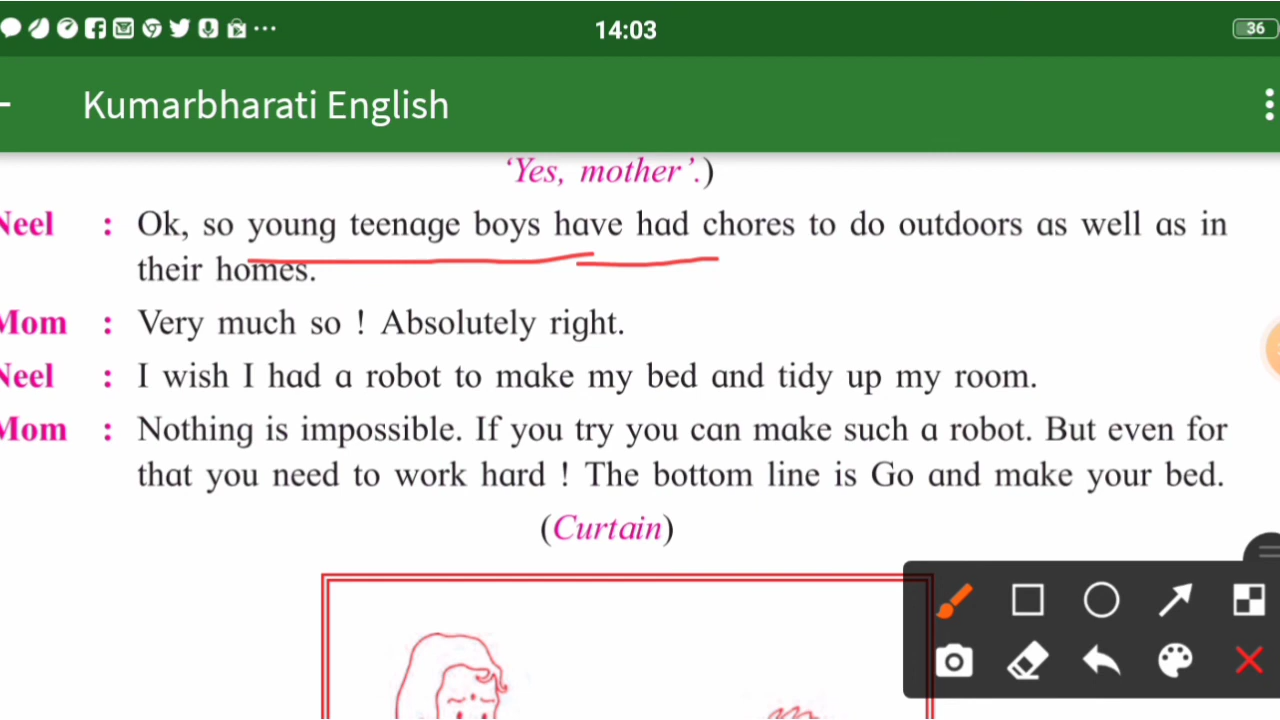 14:03
36
Kumarbharati English
‘Yes, mother’.)
Neel : Ok, so young teenage boys have had chores to do outdoors as well as in
their homes.
Mom : Very much so ! Absolutely right.
Neel : I wish I had a robot to make my bed and tidy up my room.
Mom : Nothing is impossible. If you try you can make such a robot. But even for
that you need to work hard ! The bottom line is Go and make your bed.
(Curtain)